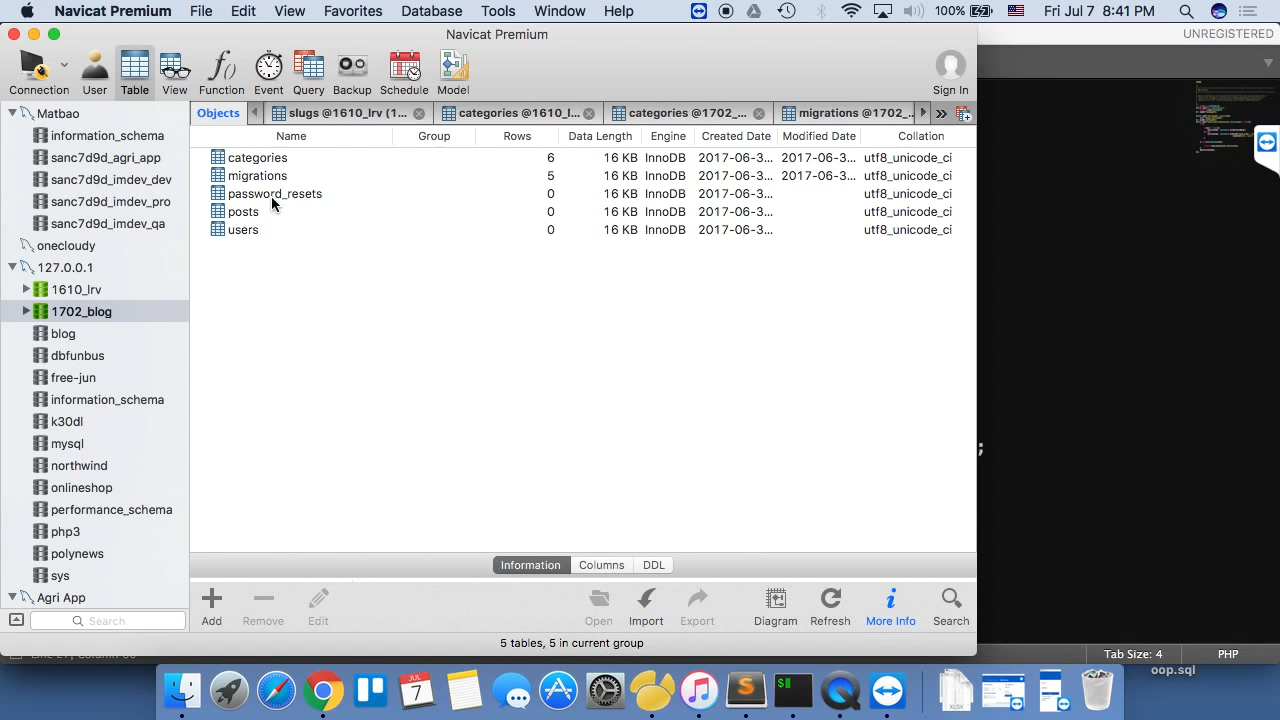 Navicat Premium File Edit View Favorites Database Tools Window Help 100% Fri Jul 7 8:41 PM
Navicat Premium
UNREGISTERED
Connection User Table View Function Event Query Backup Schedule Model Sign In
Objects slugs @1610_lrv (1... categories @1610_l... categories @1702_... migrations @1702_...
Name Group Rows Data Length Engine Created Date Modified Date Collation
categories 6 16 KB InnoDB 2017-06-3... 2017-06-3... utf8_unicode_ci
migrations 5 16 KB InnoDB 2017-06-3... 2017-06-3... utf8_unicode_ci
password_resets 0 16 KB InnoDB 2017-06-3... utf8_unicode_ci
posts 0 16 KB InnoDB 2017-06-3... utf8_unicode_ci
users 0 16 KB InnoDB 2017-06-3... utf8_unicode_ci
Matbao
information_schema
sanc7d9d_agri_app
sanc7d9d_imdev_dev
sanc7d9d_imdev_pro
sanc7d9d_imdev_qa
onecloudy
127.0.0.1
1610_lrv
1702_blog
blog
dbfunbus
free-jun
information_schema
k30dl
mysql
northwind
onlineshop
performance_schema
php3
polynews
sys
Agri App
Search
;
Information Columns DDL
Add Remove Edit Open Import Export Diagram Refresh More Info Search
5 tables, 5 in current group
Tab Size: 4 PHP
oop.sql
JUL
7
XLSX